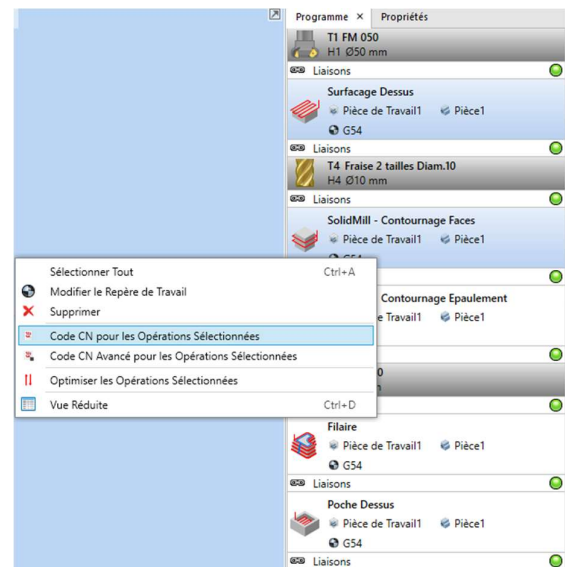 Programme × Propriétés
T1 FM 050
H1 Ø50 mm
Liaisons
Surfacage Dessus
Pièce de Travail1 Pièce1
G54
Liaisons
T4 Fraise 2 tailles Diam.10
H4 Ø10 mm
Liaisons
SolidMill - Contournage Faces
Pièce de Travail1 Pièce1
Sélectionner Tout Ctrl+A
Modifier le Repère de Travail
Supprimer
Code CN pour les Opérations Sélectionnées
Code CN Avancé pour les Opérations Sélectionnées
Optimiser les Opérations Sélectionnées
Vue Réduite Ctrl+D
Contournage Epaulement
e Travail1 Pièce1
0
Filaire
Pièce de Travail1 Pièce1
G54
Liaisons
Poche Dessus
Pièce de Travail1 Pièce1
G54
Liaisons